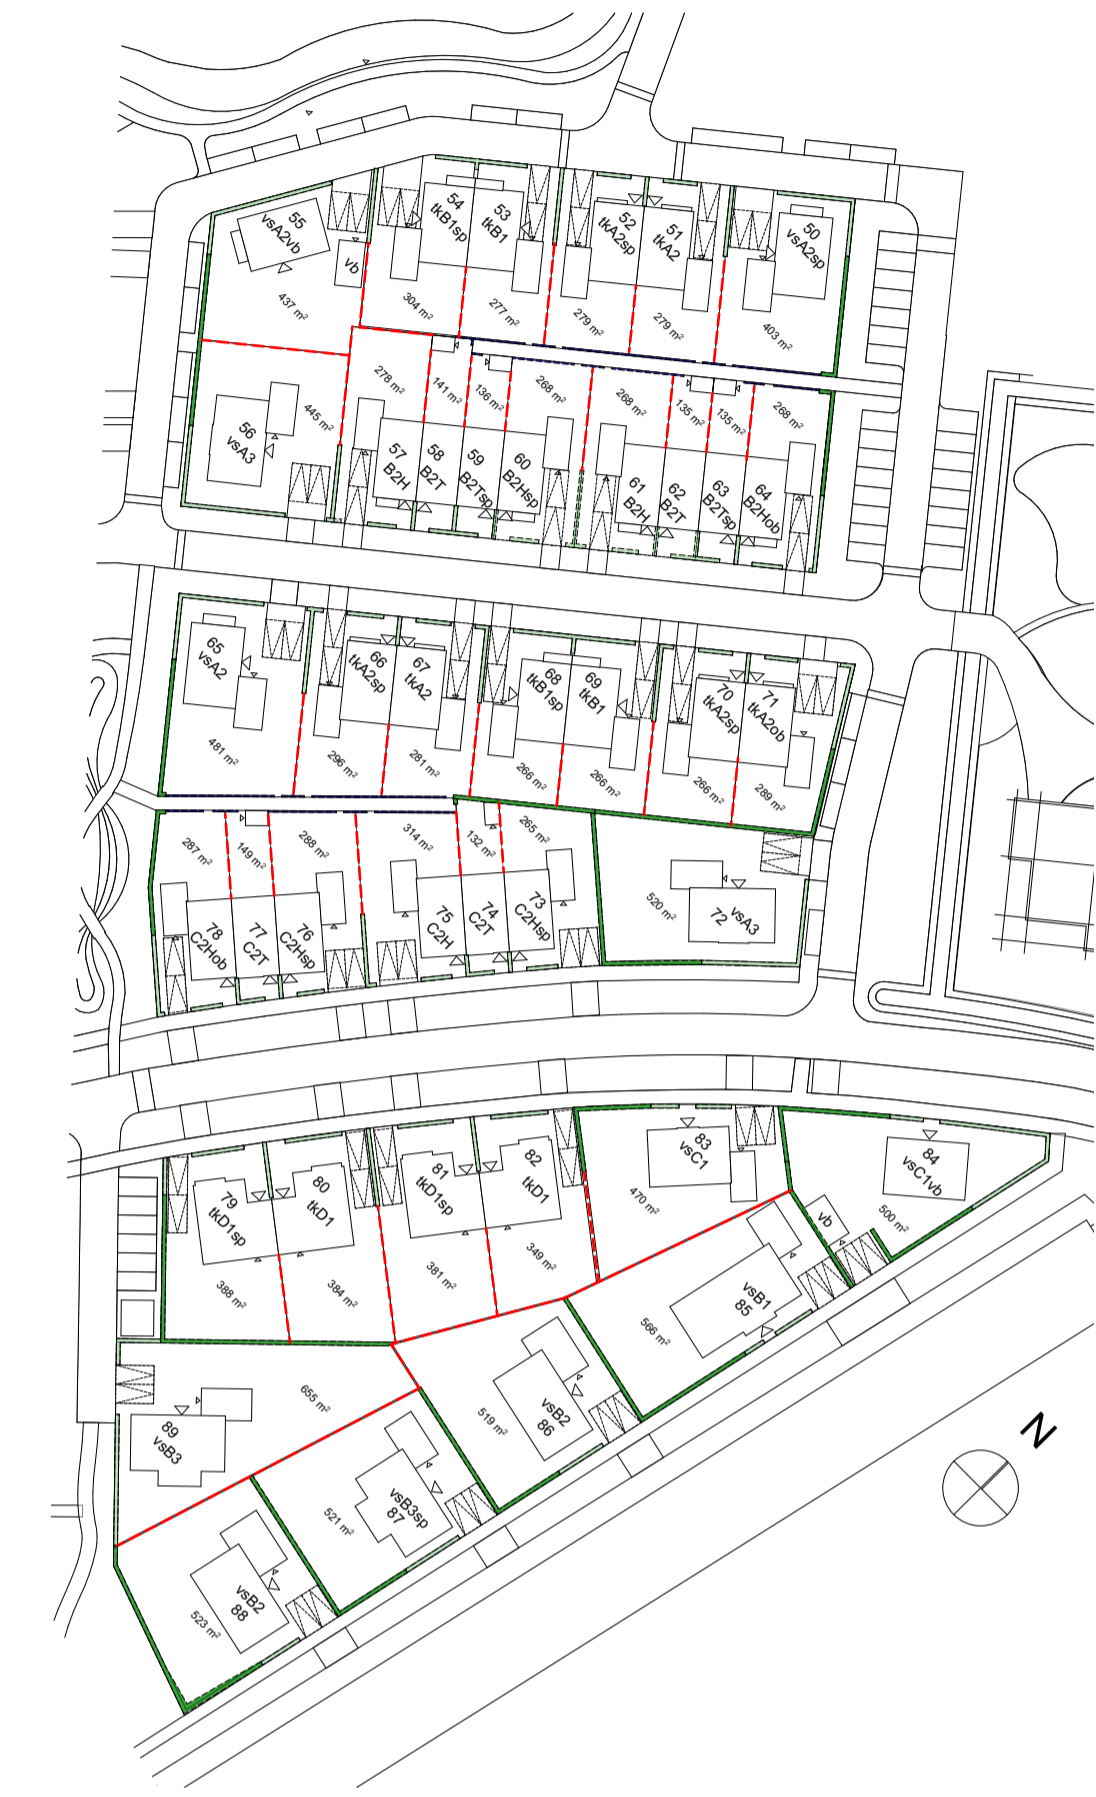 55
vsA2vb
vb
437 m²
54
tkB1sp
304 m²
53
tkB1
277 m²
52
tkA2sp
279 m²
51
tkA2
279 m²
50
vsA2sp
403 m²
56
vsA3
445 m²
278 m²
57
B2H
141 m²
58
B2T
136 m²
59
B2Tsp
268 m²
60
B2Hsp
268 m²
61
B2H
135 m²
62
B2T
135 m²
63
B2Tsp
268 m²
64
B2Hob
65
vsA2
481 m²
66
tkA2sp
296 m²
67
tkA2
281 m²
68
tkB1sp
266 m²
69
tkB1
266 m²
70
tkA2sp
266 m²
71
tkA2ob
289 m²
287 m²
78
C2Hob
149 m²
77
C2T
288 m²
76
C2Hsp
314 m²
75
C2H
132 m²
74
C2T
265 m²
73
C2Hsp
520 m²
vsA3
72
79
tkD1sp
388 m²
80
tkD1
384 m²
81
tkD1sp
381 m²
82
tkD1
349 m²
83
vsC1
470 m²
84
vsC1vb
500 m²
vb
vsB1
85
566 m²
vsB2
86
519 m²
655 m²
89
vsB3
vsB3sp
87
521 m²
vsB2
88
523 m²
N